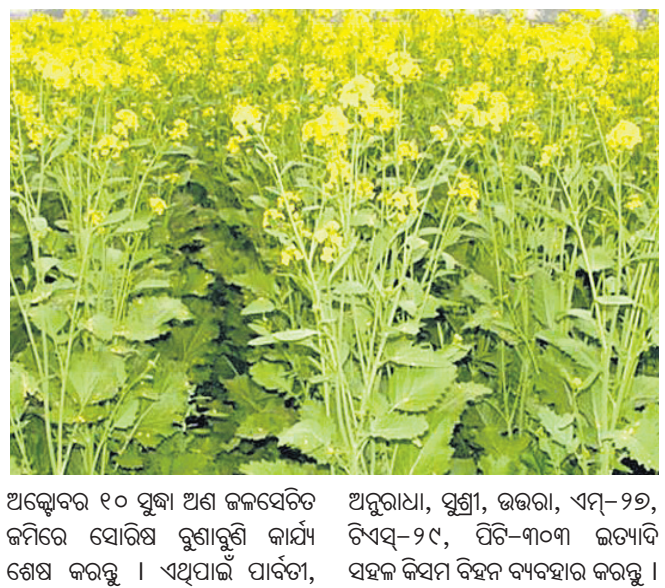 ଅକ୍ଟୋବର ୧୦ ସୁଦ୍ଧା ଅଣ ଜଳସେଚିତ
ଜମିରେ ସୋରିଷ ବୁଣାବୁଣି କାର୍ଯ୍ୟ
ଶେଷ କରନ୍ତୁ । ଏଥିପାଇଁ ପାର୍ବତୀ,
ଅନୁରାଧା, ସୁଶ୍ରୀ, ଉତ୍ତରା, ଏମ୍-୨୭,
ଟିଏସ୍-୨୯, ପିଟି-୩୦୩ ଇତ୍ୟାଦି
ସହଳ କିସମ ବିହନ ବ୍ୟବହାର କରନ୍ତୁ ।